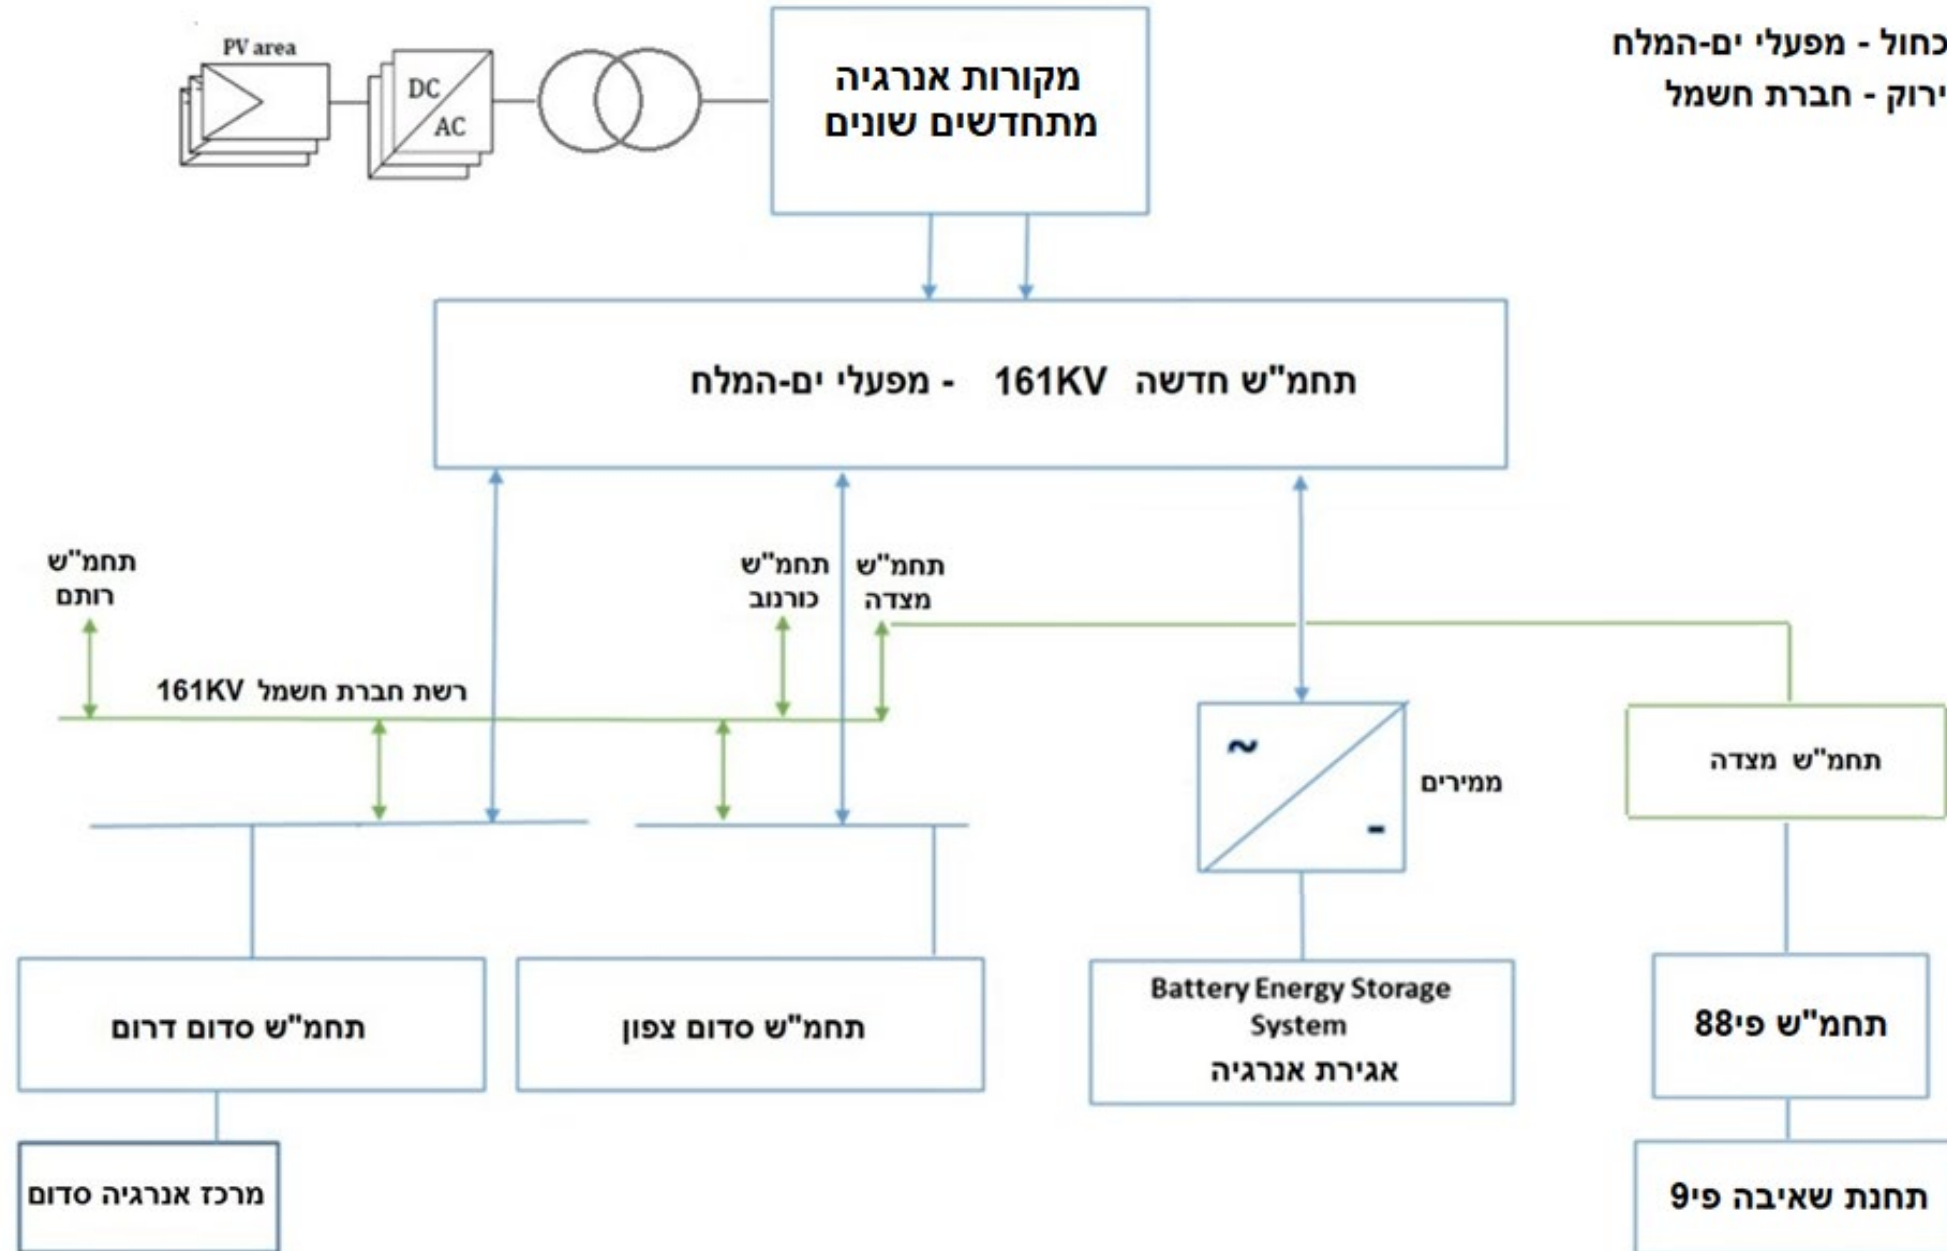 כחול - מפעלי ים-המלח
ירוק - חברת חשמל
PV area
DC
AC
מקורות אנרגיה
מתחדשים שונים
תחמ"ש חדשה 161KV - מפעלי ים-המלח
תחמ"ש
רותם
תחמ"ש
כורנוב
תחמ"ש
מצדה
רשת חברת חשמל 161KV
~
-
ממירים
תחמ"ש מצדה
תחמ"ש סדום דרום
תחמ"ש סדום צפון
Battery Energy Storage
System
אגירת אנרגיה
תחמ"ש פי88
מרכז אנרגיה סדום
תחנת שאיבה פי9